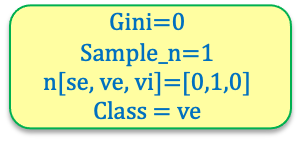 Gini=0
Sample_n=1
n[se, ve, vi]=[0,1,0]
Class = ve